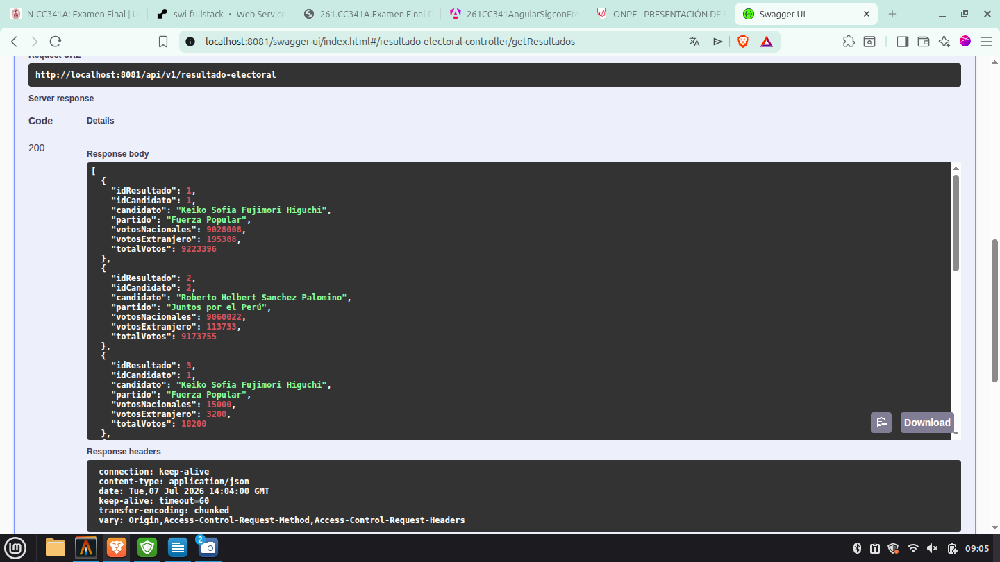 N-CC341A: Examen Final | U
swi-fullstack • Web Service
261.CC341A.Examen Final-P
261CC341AngularSigconFro
ONPE - PRESENTACIÓN DE
Swagger UI
localhost:8081/swagger-ui/index.html#/resultado-electoral-controller/getResultados
Request URL
http://localhost:8081/api/v1/resultado-electoral
Server response
Code Details
200
Response body
[
{
"idResultado": 1,
"idCandidato": 1,
"candidato": "Keiko Sofia Fujimori Higuchi",
"partido": "Fuerza Popular",
"votosNacionales": 9028008,
"votosExtranjero": 195388,
"totalVotos": 9223396
},
{
"idResultado": 2,
"idCandidato": 2,
"candidato": "Roberto Helbert Sanchez Palomino",
"partido": "Juntos por el Perú",
"votosNacionales": 9060022,
"votosExtranjero": 113733,
"totalVotos": 9173755
},
{
"idResultado": 3,
"idCandidato": 1,
"candidato": "Keiko Sofia Fujimori Higuchi",
"partido": "Fuerza Popular",
"votosNacionales": 15000,
"votosExtranjero": 3200,
"totalVotos": 18200
},
Download
Response headers
connection: keep-alive
content-type: application/json
date: Tue,07 Jul 2026 14:04:00 GMT
keep-alive: timeout=60
transfer-encoding: chunked
vary: Origin,Access-Control-Request-Method,Access-Control-Request-Headers
2
09:05